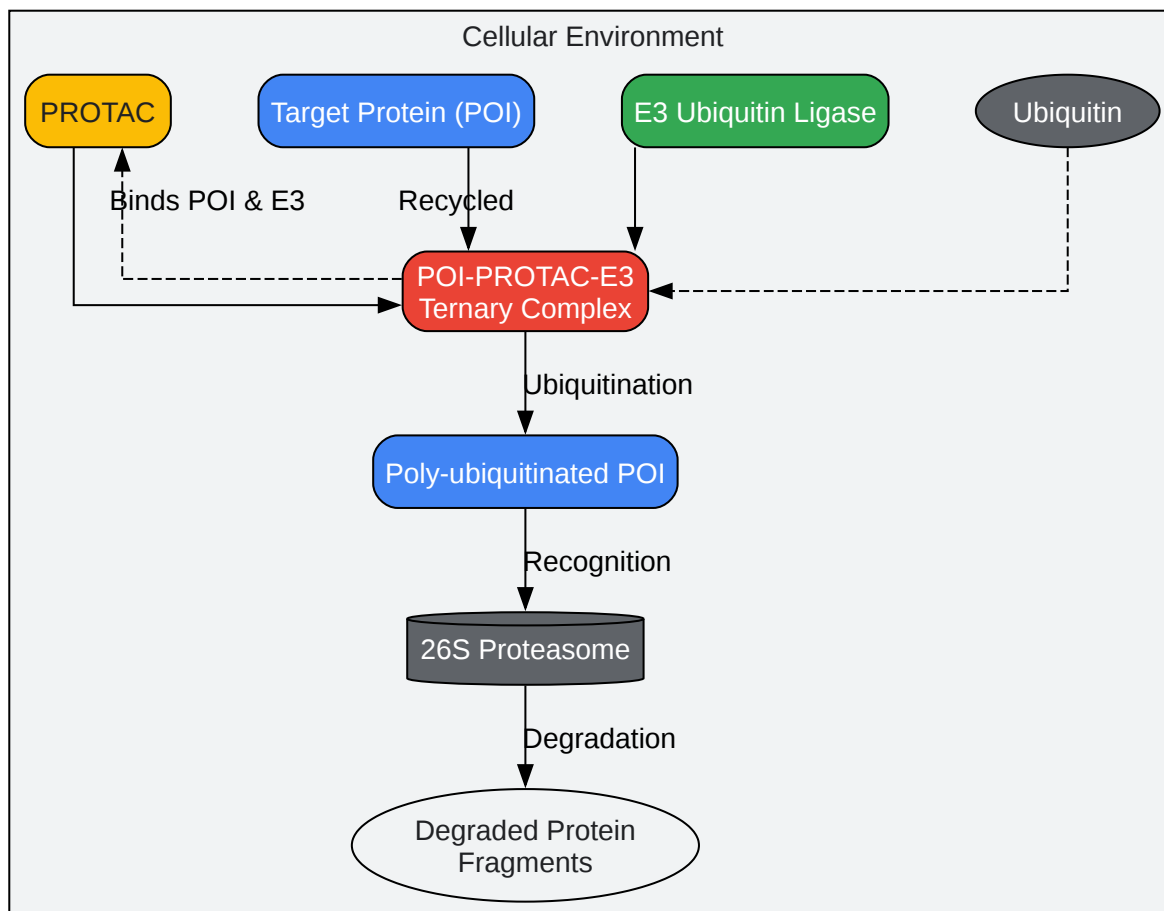 Cellular Environment
PROTAC
Target Protein (POI)
E3 Ubiquitin Ligase
Ubiquitin
Binds POI & E3
Recycled
POI-PROTAC-E3
Ternary Complex
Ubiquitination
Poly-ubiquitinated POI
Recognition
26S Proteasome
Degradation
Degraded Protein
Fragments